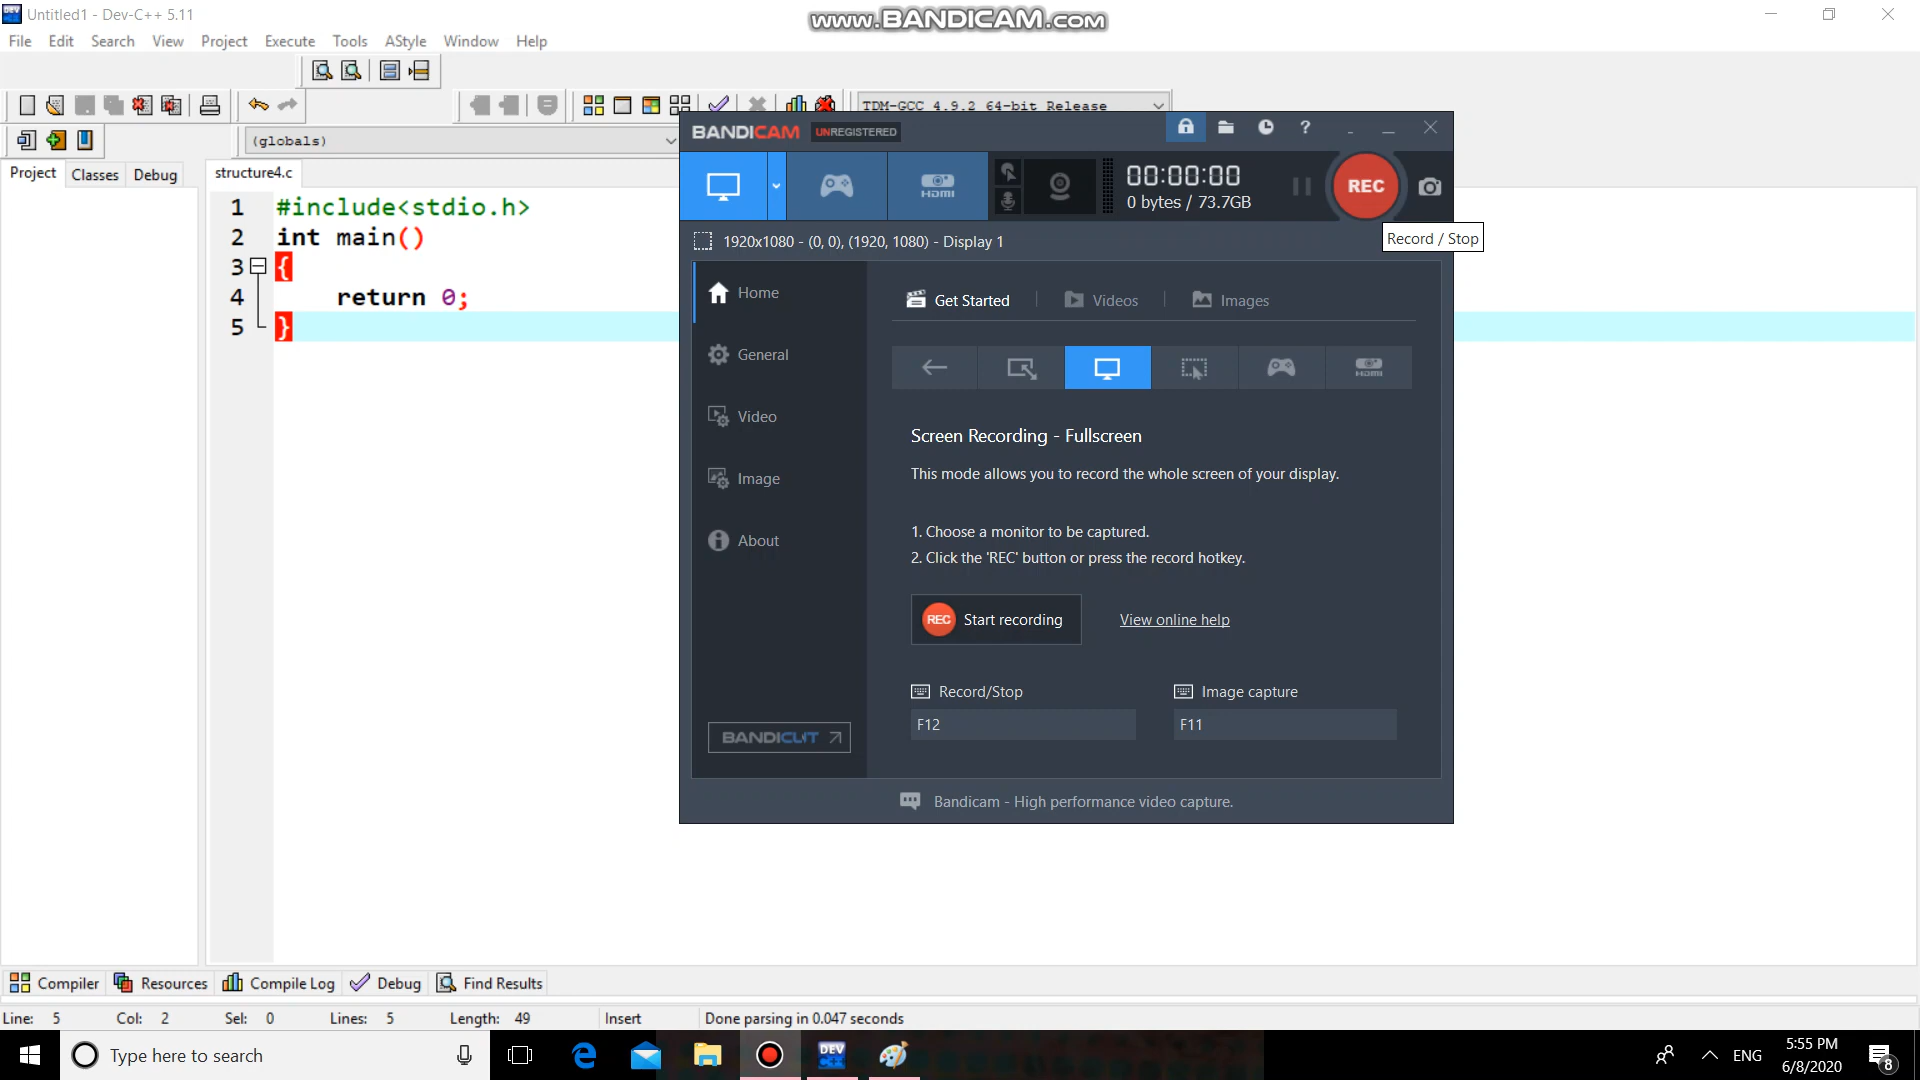 Untitled1 - Dev-C++ 5.11
www.BANDICAM.com
File Edit Search View Project Execute Tools AStyle Window Help
TDM-GCC 4.9.2 64-bit Release
(globals)
Project Classes Debug
structure4.c
1 #include<stdio.h>
2 int main()
3 {
4 return 0;
5 }
BANDICAM UNREGISTERED
?
HDMI
00:00:00
0 bytes / 73.7GB
REC
Record / Stop
1920x1080 - (0, 0), (1920, 1080) - Display 1
Home
General
Video
Image
About
BANDICUT
Get Started Videos Images
HDMI
Screen Recording - Fullscreen
This mode allows you to record the whole screen of your display.
1. Choose a monitor to be captured.
2. Click the 'REC' button or press the record hotkey.
REC Start recording View online help
Record/Stop Image capture
F12 F11
Bandicam - High performance video capture.
Compiler Resources Compile Log Debug Find Results
Line: 5 Col: 2 Sel: 0 Lines: 5 Length: 49 Insert Done parsing in 0.047 seconds
Type here to search
DEV C++
ENG
5:55 PM
6/8/2020
8